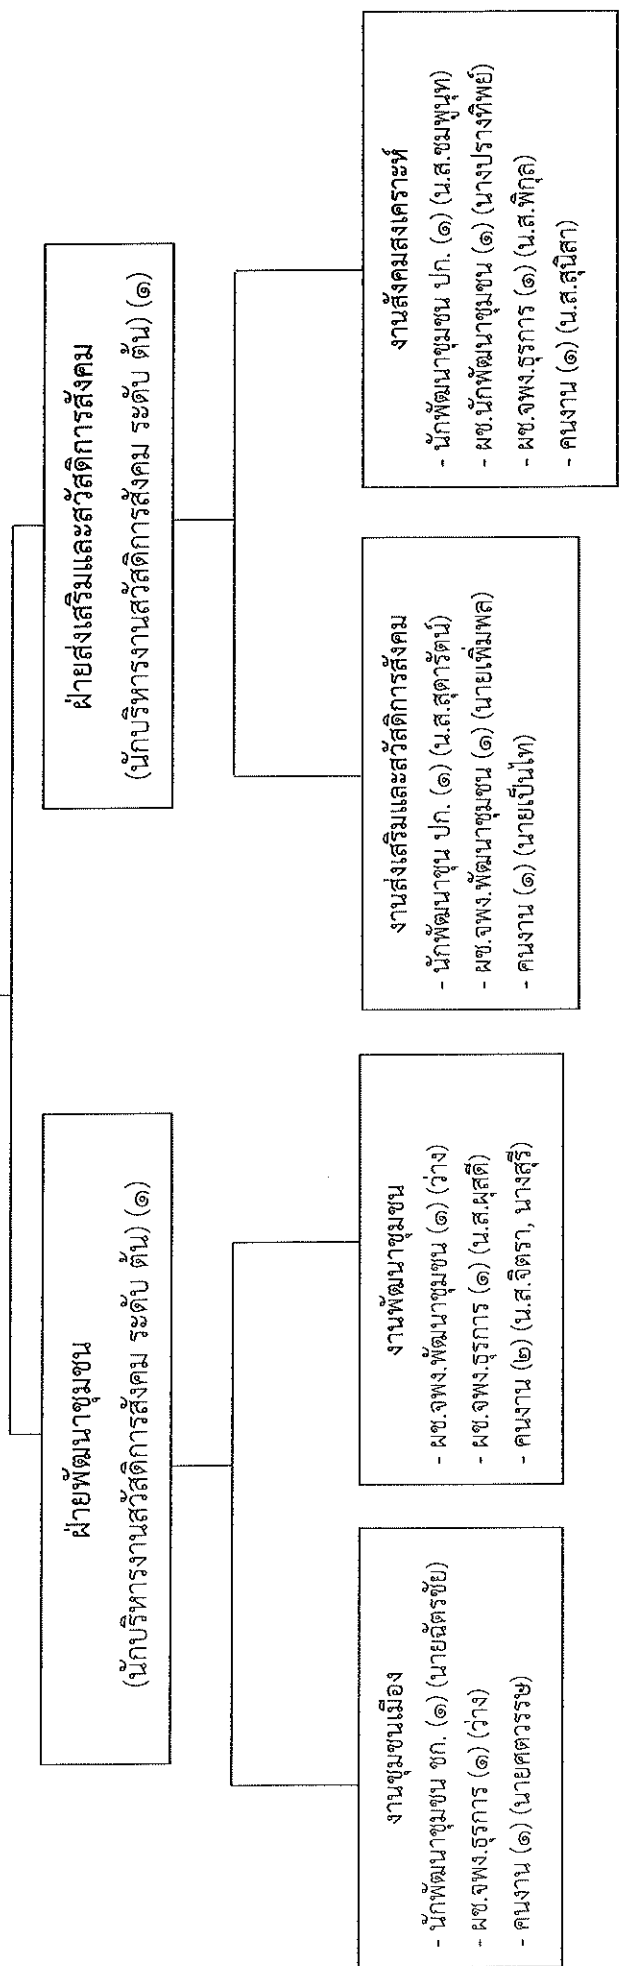 ฝ่ายพัฒนาชุมชน
(นักบริหารงานสวัสดิการสังคม ระดับ ต้น) (๑)
ฝ่ายส่งเสริมและสวัสดิการสังคม
(นักบริหารงานสวัสดิการสังคม ระดับ ต้น) (๑)
งานชุมชนเมือง
- นักพัฒนาชุมชน ชก. (๑) (นายฉัตรชัย)
- ผช.จพง.ธุรการ (๑) (ว่าง)
- คนงาน (๑) (นายศตวรรษ)
งานพัฒนาชุมชน
- ผช.จพง.พัฒนาชุมชน (๑) (ว่าง)
- ผช.จพง.ธุรการ (๑) (น.ส.ผุสดี)
- คนงาน (๒) (น.ส.จิตรา, นางสุรี)
งานส่งเสริมและสวัสดิการสังคม
- นักพัฒนาชุน ปก. (๑) (น.ส.สุดารัตน์)
- ผช.จพง.พัฒนาชุมชน (๑) (นายเพิ่มพล)
- คนงาน (๑) (นายเป็นไท)
งานสังคมสงเคราะห์
- นักพัฒนาชุมชน ปก. (๑) (น.ส.ชมพูนุท)
- ผช.นักพัฒนาชุมชน (๑) (นางปรางทิพย์)
- ผช.จพง.ธุรการ (๑) (น.ส.พิกุล)
- คนงาน (๑) (น.ส.สุนิสา)